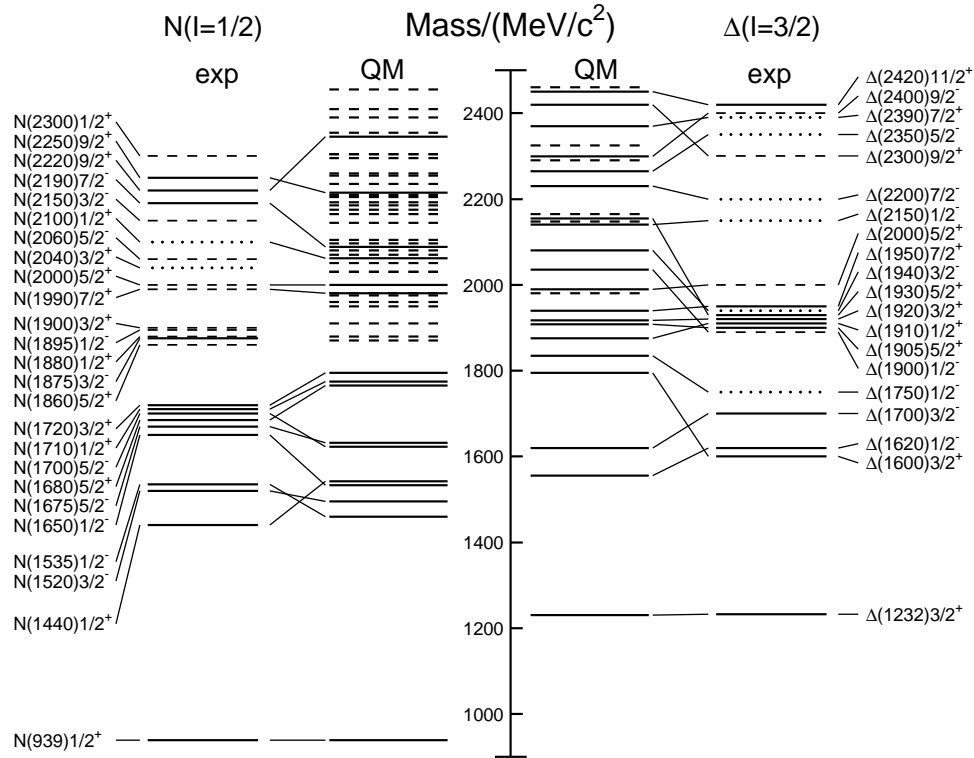 N(I=1/2)
Mass/(MeV/c²)
Δ(I=3/2)
exp
QM
QM
exp
N(2300)1/2⁺
N(2250)9/2⁻
N(2220)9/2⁺
N(2190)7/2⁻
N(2150)3/2⁻
N(2100)1/2⁺
N(2060)5/2⁻
N(2040)3/2⁺
N(2000)5/2⁺
N(1990)7/2⁺
N(1900)3/2⁺
N(1895)1/2⁻
N(1880)1/2⁺
N(1875)3/2⁻
N(1860)5/2⁺
N(1720)3/2⁺
N(1710)1/2⁺
N(1700)5/2⁻
N(1680)5/2⁺
N(1675)5/2⁻
N(1650)1/2⁻
N(1535)1/2⁻
N(1520)3/2⁻
N(1440)1/2⁺
N(939)1/2⁺
2400
2200
2000
1800
1600
1400
1200
1000
Δ(2420)11/2⁺
Δ(2400)9/2⁻
Δ(2390)7/2⁺
Δ(2350)5/2⁻
Δ(2300)9/2⁺
Δ(2200)7/2⁻
Δ(2150)1/2⁻
Δ(2000)5/2⁺
Δ(1950)7/2⁺
Δ(1940)3/2⁻
Δ(1930)5/2⁺
Δ(1920)3/2⁺
Δ(1910)1/2⁺
Δ(1905)5/2⁺
Δ(1900)1/2⁻
Δ(1750)1/2⁻
Δ(1700)3/2⁻
Δ(1620)1/2⁻
Δ(1600)3/2⁺
Δ(1232)3/2⁺